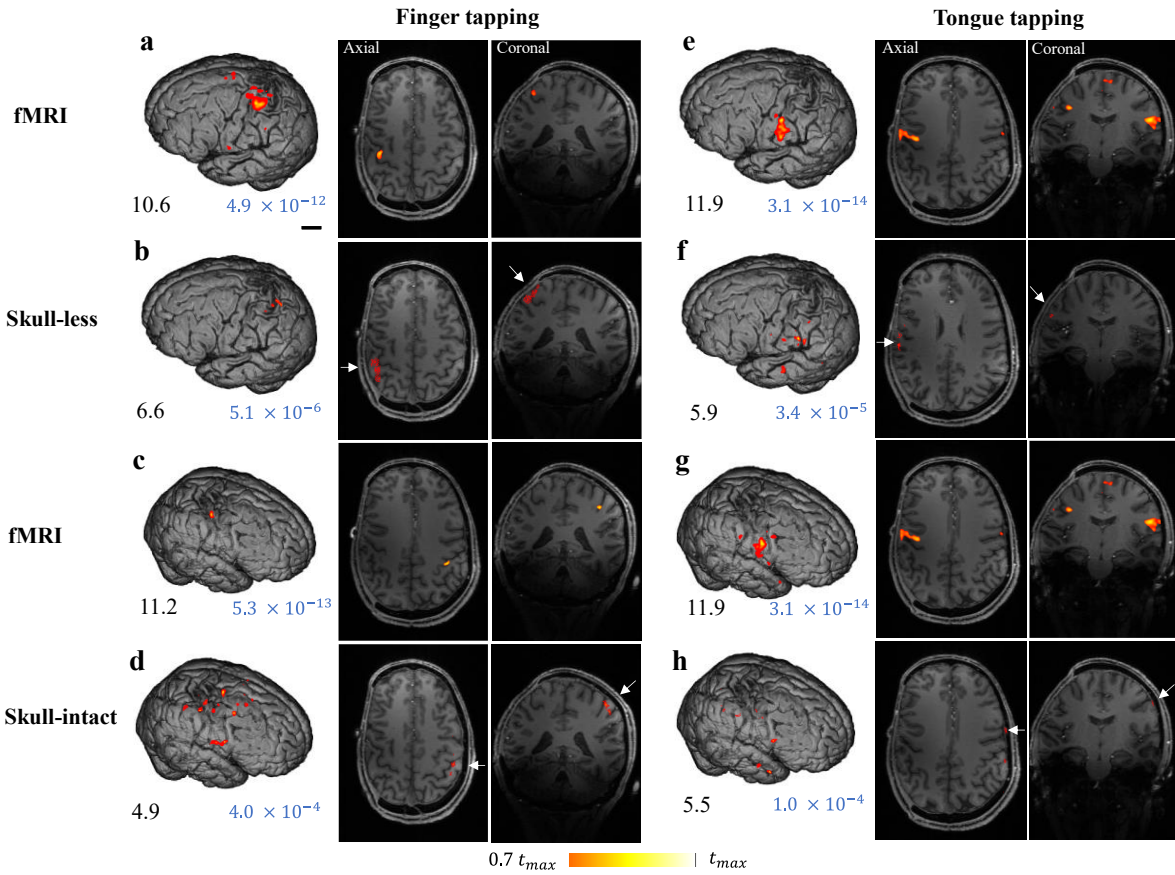 Finger tapping
Tongue tapping
a
Axial
Coronal
e
Axial
Coronal
fMRI
10.6
4.9 × 10⁻¹²
11.9
3.1 × 10⁻¹⁴
b
f
Skull-less
6.6
5.1 × 10⁻⁶
5.9
3.4 × 10⁻⁵
c
g
fMRI
11.2
5.3 × 10⁻¹³
11.9
3.1 × 10⁻¹⁴
d
h
Skull-intact
4.9
4.0 × 10⁻⁴
5.5
1.0 × 10⁻⁴
0.7 t_max
t_max